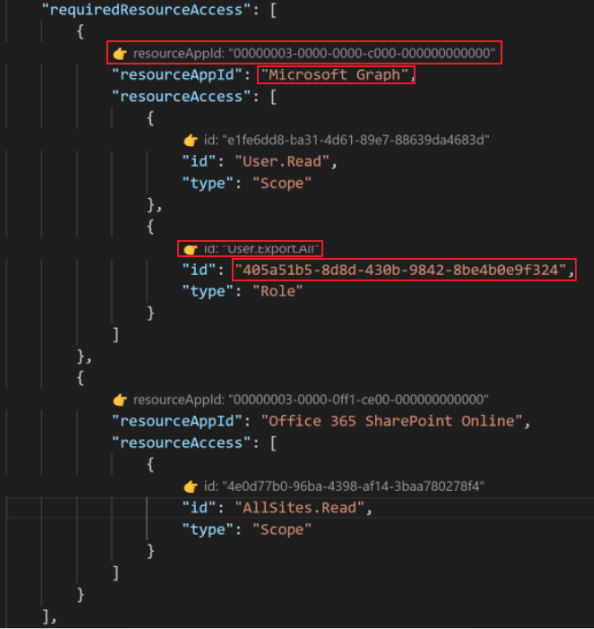 "requiredResourceAccess": [
{
👉 resourceAppId: "00000003-0000-0000-c000-000000000000"
"resourceAppId": "Microsoft Graph",
"resourceAccess": [
{
👉 id: "e1fe6dd8-ba31-4d61-89e7-88639da4683d"
"id": "User.Read",
"type": "Scope"
},
{
👉 id: "User.Export.All"
"id": "405a51b5-8d8d-430b-9842-8be4b0e9f324",
"type": "Role"
}
]
},
{
👉 resourceAppId: "00000003-0000-0ff1-ce00-000000000000"
"resourceAppId": "Office 365 SharePoint Online",
"resourceAccess": [
{
👉 id: "4e0d77b0-96ba-4398-af14-3baa780278f4"
"id": "AllSites.Read",
"type": "Scope"
}
]
}
],